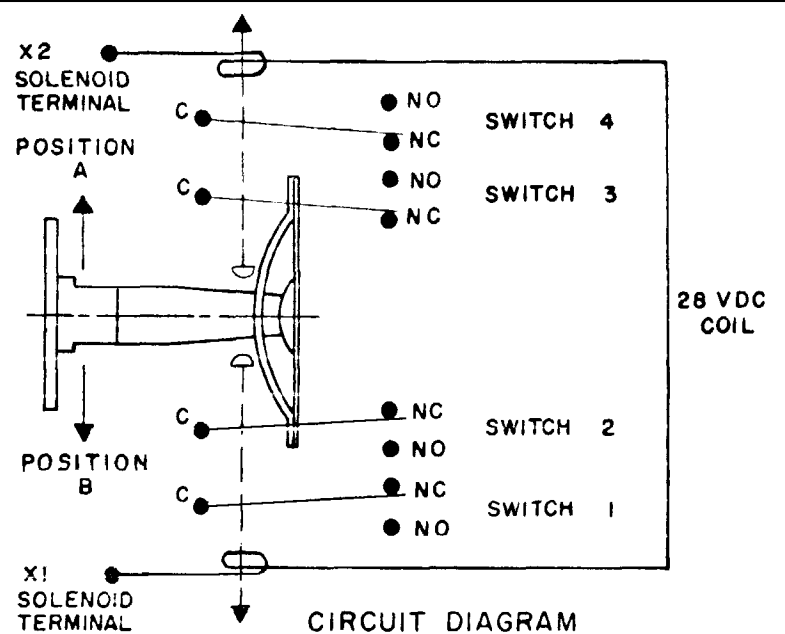 X2
SOLENOID
TERMINAL
POSITION
A
C
NO
NC
SWITCH 4
C
NO
NC
SWITCH 3
28 VDC
COIL
C
NC
NO
SWITCH 2
POSITION
B
C
NC
NO
SWITCH 1
X1
SOLENOID
TERMINAL
CIRCUIT DIAGRAM